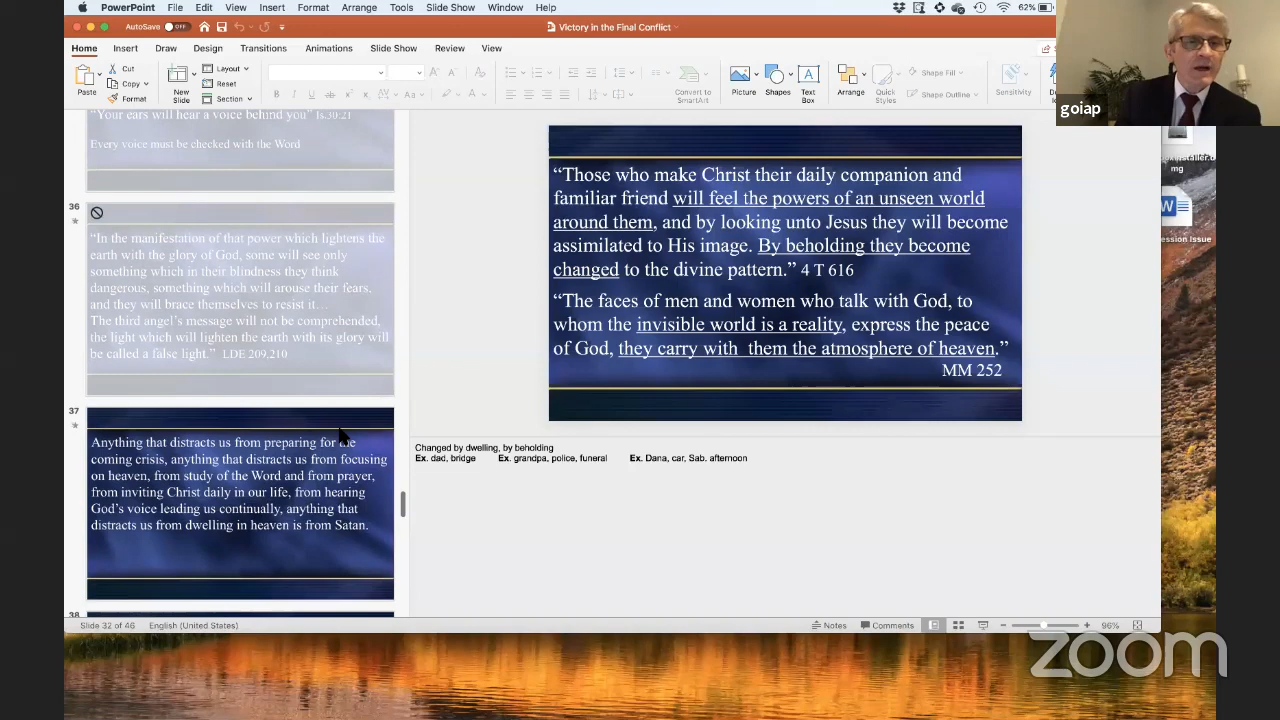 PowerPoint File Edit View Insert Format Arrange Tools Slide Show Window Help 62%
AutoSave OFF Victory in the Final Conflict
Home Insert Draw Design Transitions Animations Slide Show Review View
Paste
Cut
Copy
Format
New
Slide
Layout
Reset
Section
Convert to
SmartArt
Picture
Shapes
Text
Box
Arrange
Quick
Styles
Shape Fill
Shape Outline
Sensitivity
goiap
mg
ession Issue
“Your ears will hear a voice behind you” Is.30:21
Every voice must be checked with the Word
36
“In the manifestation of that power which lightens the
earth with the glory of God, some will see only
something which in their blindness they think
dangerous, something which will arouse their fears,
and they will brace themselves to resist it…
The third angel’s message will not be comprehended,
the light which will lighten the earth with its glory will
be called a false light.” LDE 209,210
37
Anything that distracts us from preparing for the
coming crisis, anything that distracts us from focusing
on heaven, from study of the Word and from prayer,
from inviting Christ daily in our life, from hearing
God’s voice leading us continually, anything that
distracts us from dwelling in heaven is from Satan.
38
“Those who make Christ their daily companion and
familiar friend will feel the powers of an unseen world
around them, and by looking unto Jesus they will become
assimilated to His image. By beholding they become
changed to the divine pattern.” 4 T 616
“The faces of men and women who talk with God, to
whom the invisible world is a reality, express the peace
of God, they carry with them the atmosphere of heaven.”
MM 252
Changed by dwelling, by beholding
Ex. dad, bridge Ex. grandpa, police, funeral Ex. Dana, car, Sab. afternoon
Slide 32 of 46 English (United States) Notes Comments 96%
zoom